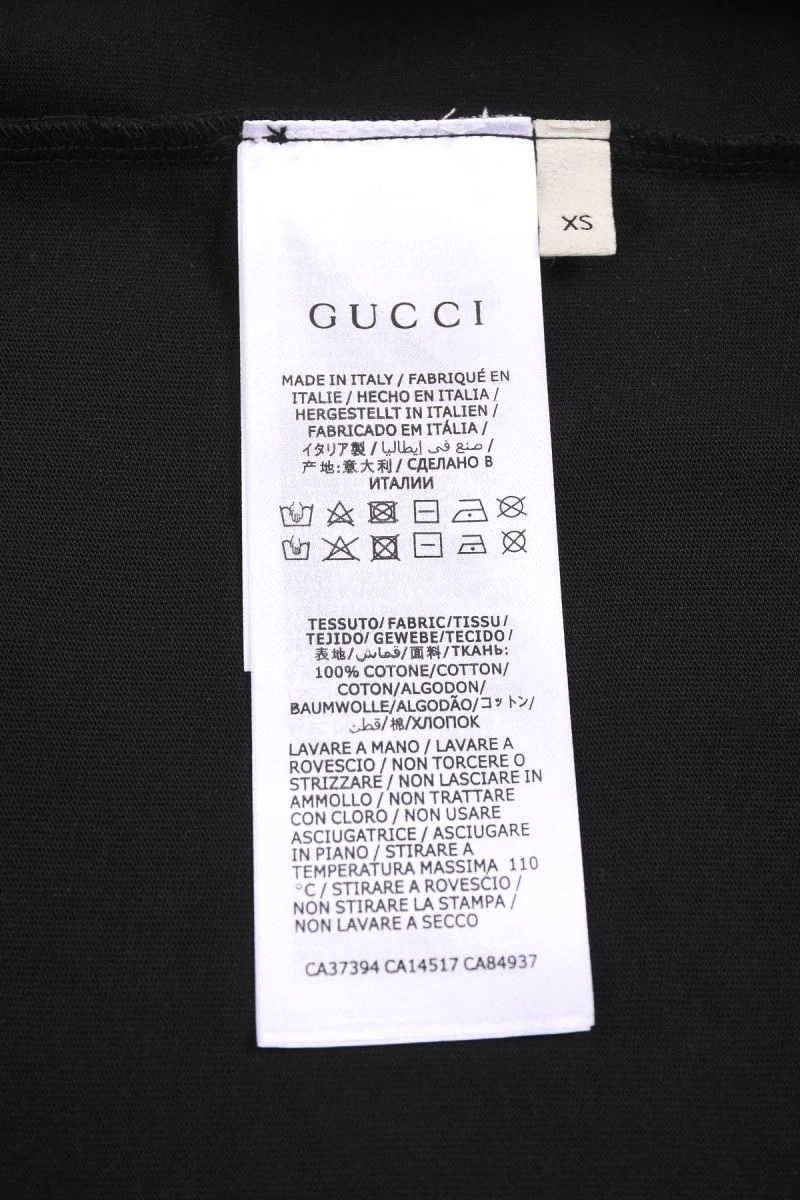 XS
GUCCI
MADE IN ITALY / FABRIQUÉ EN
ITALIE / HECHO EN ITALIA /
HERGESTELLT IN ITALIEN /
FABRICADO EM ITÁLIA /
イタリア製 / صنع في إيطاليا /
产地:意大利 / СДЕЛАНО В
ИТАЛИИ
TESSUTO/ FABRIC/TISSU/
TEJIDO/ GEWEBE/TECIDO/
表地/قماش/面料/ТКАНЬ:
100% COTONE/COTTON/
COTON/ALGODON/
BAUMWOLLE/ALGODÃO/コットン/
قطن/棉/ХЛОПОК
LAVARE A MANO / LAVARE A
ROVESCIO / NON TORCERE O
STRIZZARE / NON LASCIARE IN
AMMOLLO / NON TRATTARE
CON CLORO / NON USARE
ASCIUGATRICE / ASCIUGARE
IN PIANO / STIRARE A
TEMPERATURA MASSIMA 110
°C / STIRARE A ROVESCIO /
NON STIRARE LA STAMPA /
NON LAVARE A SECCO
CA37394 CA14517 CA84937